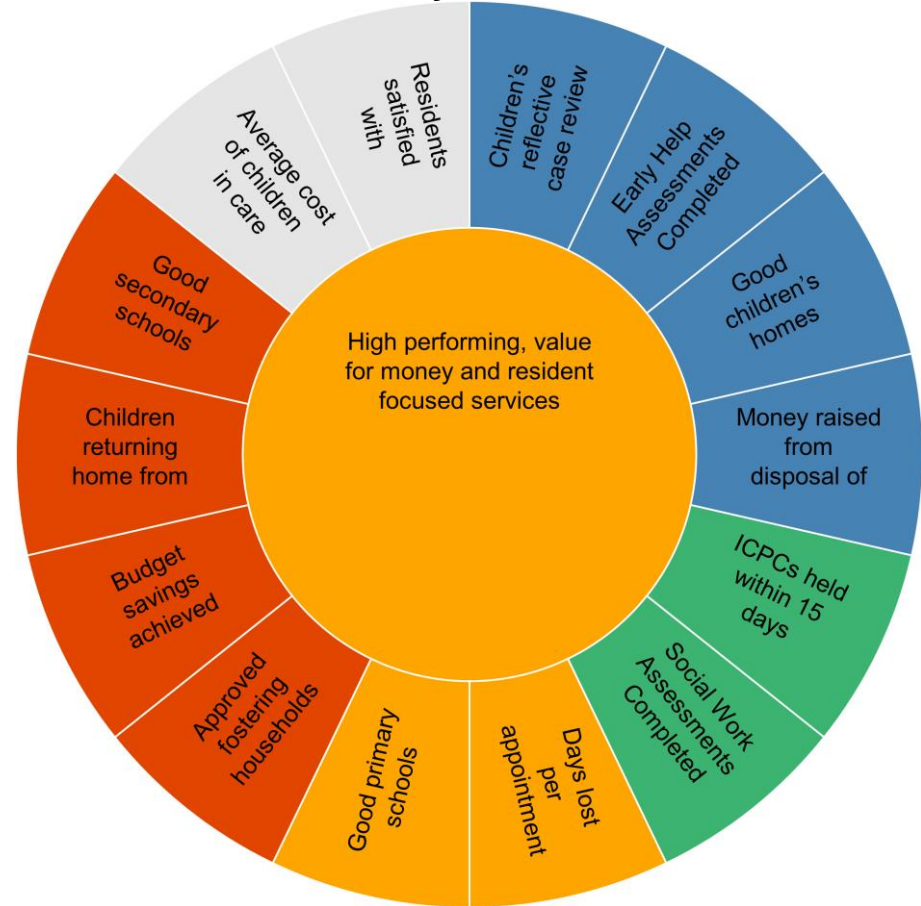 High performing, value
for money and resident
focused services
Children's
reflective
case review
Early Help
Assessments
Completed
Good
children's
homes
Money raised
from
disposal of
ICPCs held
within 15
days
Social Work
Assessments
Completed
Days lost
per
appointment
Good primary
schools
Approved
fostering
households
Budget
savings
achieved
Children
returning
home from
Good
secondary
schools
Average cost
of children
in care
Residents
satisfied
with